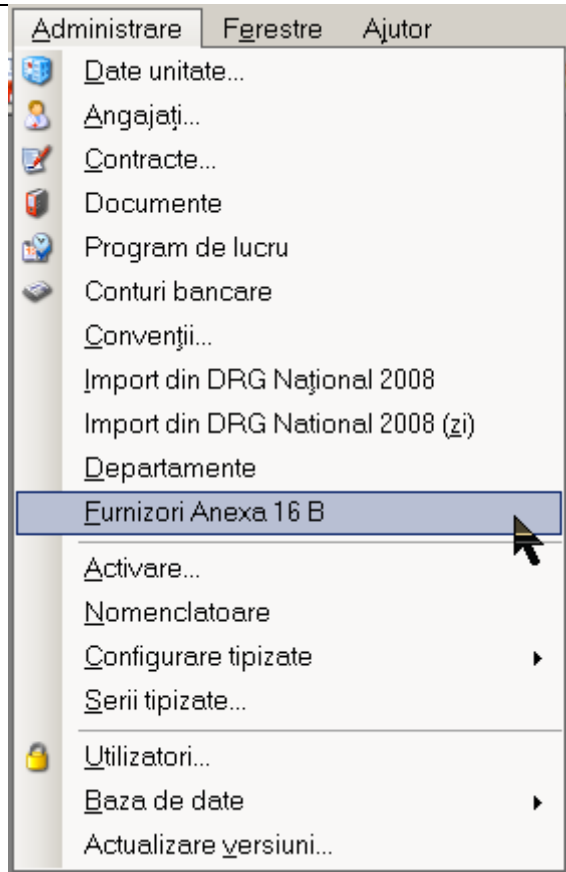 Administrare Ferestre Ajutor
Date unitate...
Angajați...
Contracte...
Documente
Program de lucru
Conturi bancare
Convenţii...
Import din DRG Naţional 2008
Import din DRG National 2008 (zi)
Departamente
Furnizori Anexa 16 B
Activare...
Nomenclatoare
Configurare tipizate
Serii tipizate...
Utilizatori...
Baza de date
Actualizare versiuni...